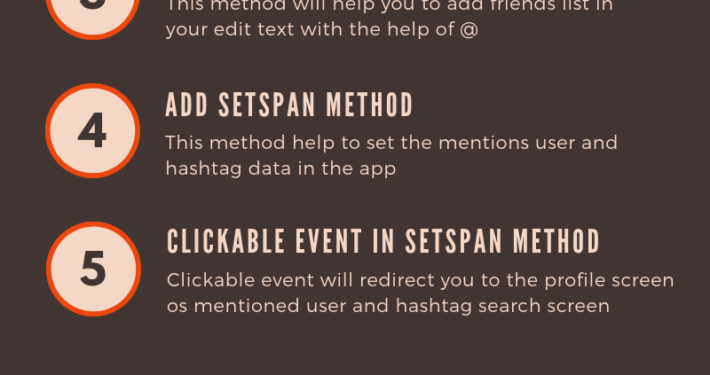 3
This method will help you to add friends list in
your edit text with the help of @
4
ADD SETSPAN METHOD
This method help to set the mentions user and
hashtag data in the app
5
CLICKABLE EVENT IN SETSPAN METHOD
Clickable event will redirect you to the profile screen
os mentioned user and hashtag search screen